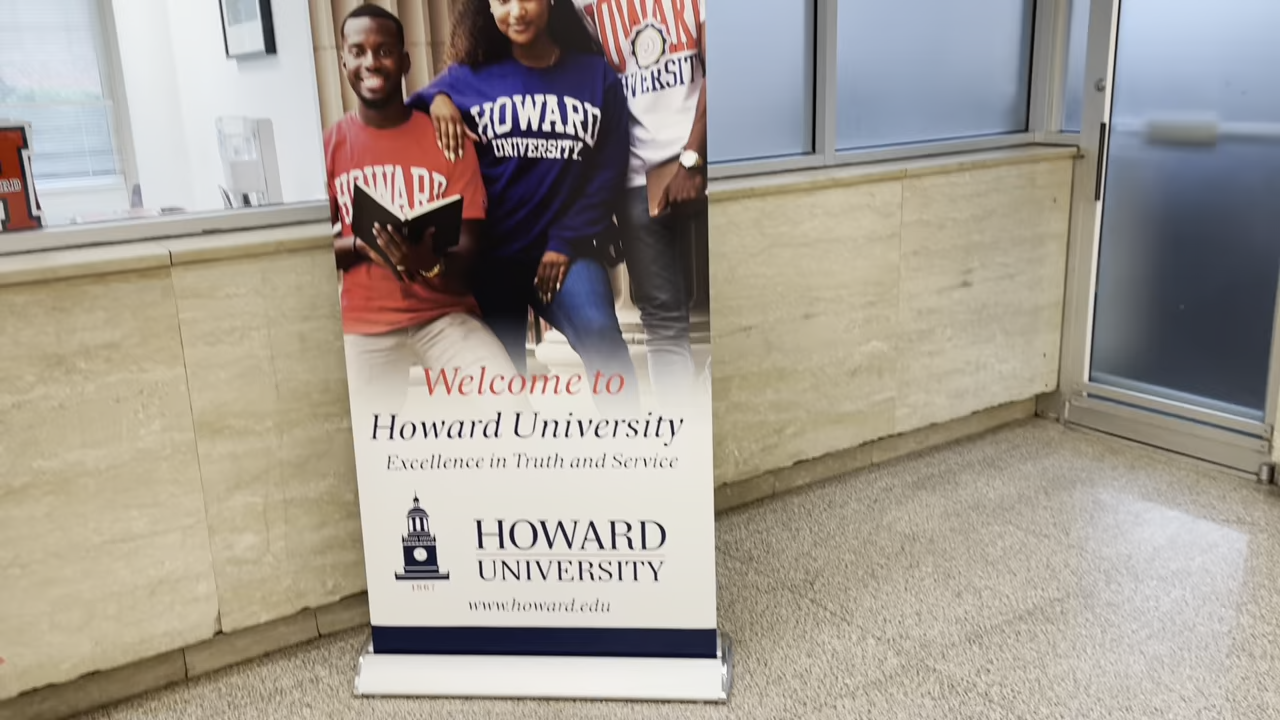 HOWARD
UNIVERSITY
HOWARD
UNIVERSITY
HOWARD
Welcome to
Howard University
Excellence in Truth and Service
HOWARD
UNIVERSITY
1867
www.howard.edu